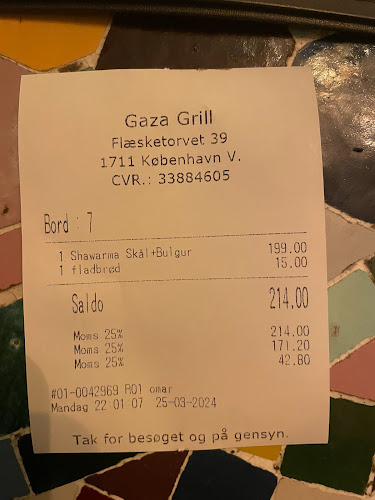 Gaza Grill
Flæsketorvet 39
1711 København V.
CVR.: 33884605
Bord : 7
1 Shawarma Skål+Bulgur 199.00
1 fladbrød 15.00
Saldo 214.00
Moms 25% 214.00
Moms 25% 171.20
Moms 25% 42.80
#01-0042969 R01 omar
Mandag 22 01 07 25-03-2024
Tak for besøget og på gensyn.